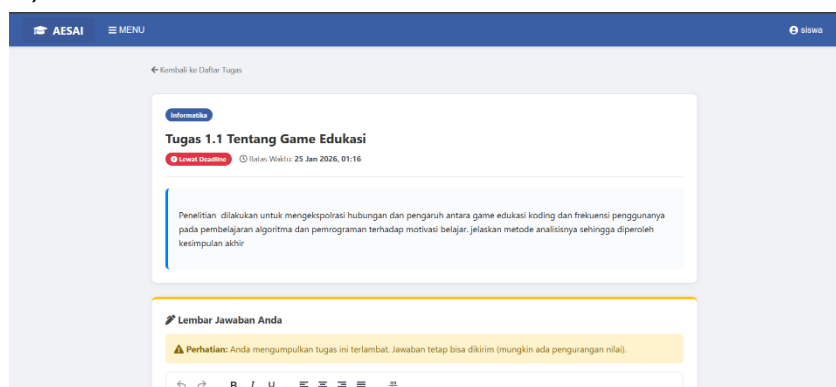 AESAI
MENU
siswa
Kembali ke Daftar Tugas
Informatika
Tugas 1.1 Tentang Game Edukasi
Lewat Deadline Batas Waktu: 25 Jan 2026, 01:16
Penelitian dilakukan untuk mengekspolrasi hubungan dan pengaruh antara game edukasi koding dan frekuensi penggunanya
pada pembelajaran algoritma dan pemrograman terhadap motivasi belajar. jelaskan metode analisisnya sehingga diperoleh
kesimpulan akhir
Lembar Jawaban Anda
Perhatian: Anda mengumpulkan tugas ini terlambat. Jawaban tetap bisa dikirim (mungkin ada pengurangan nilai).
B I U